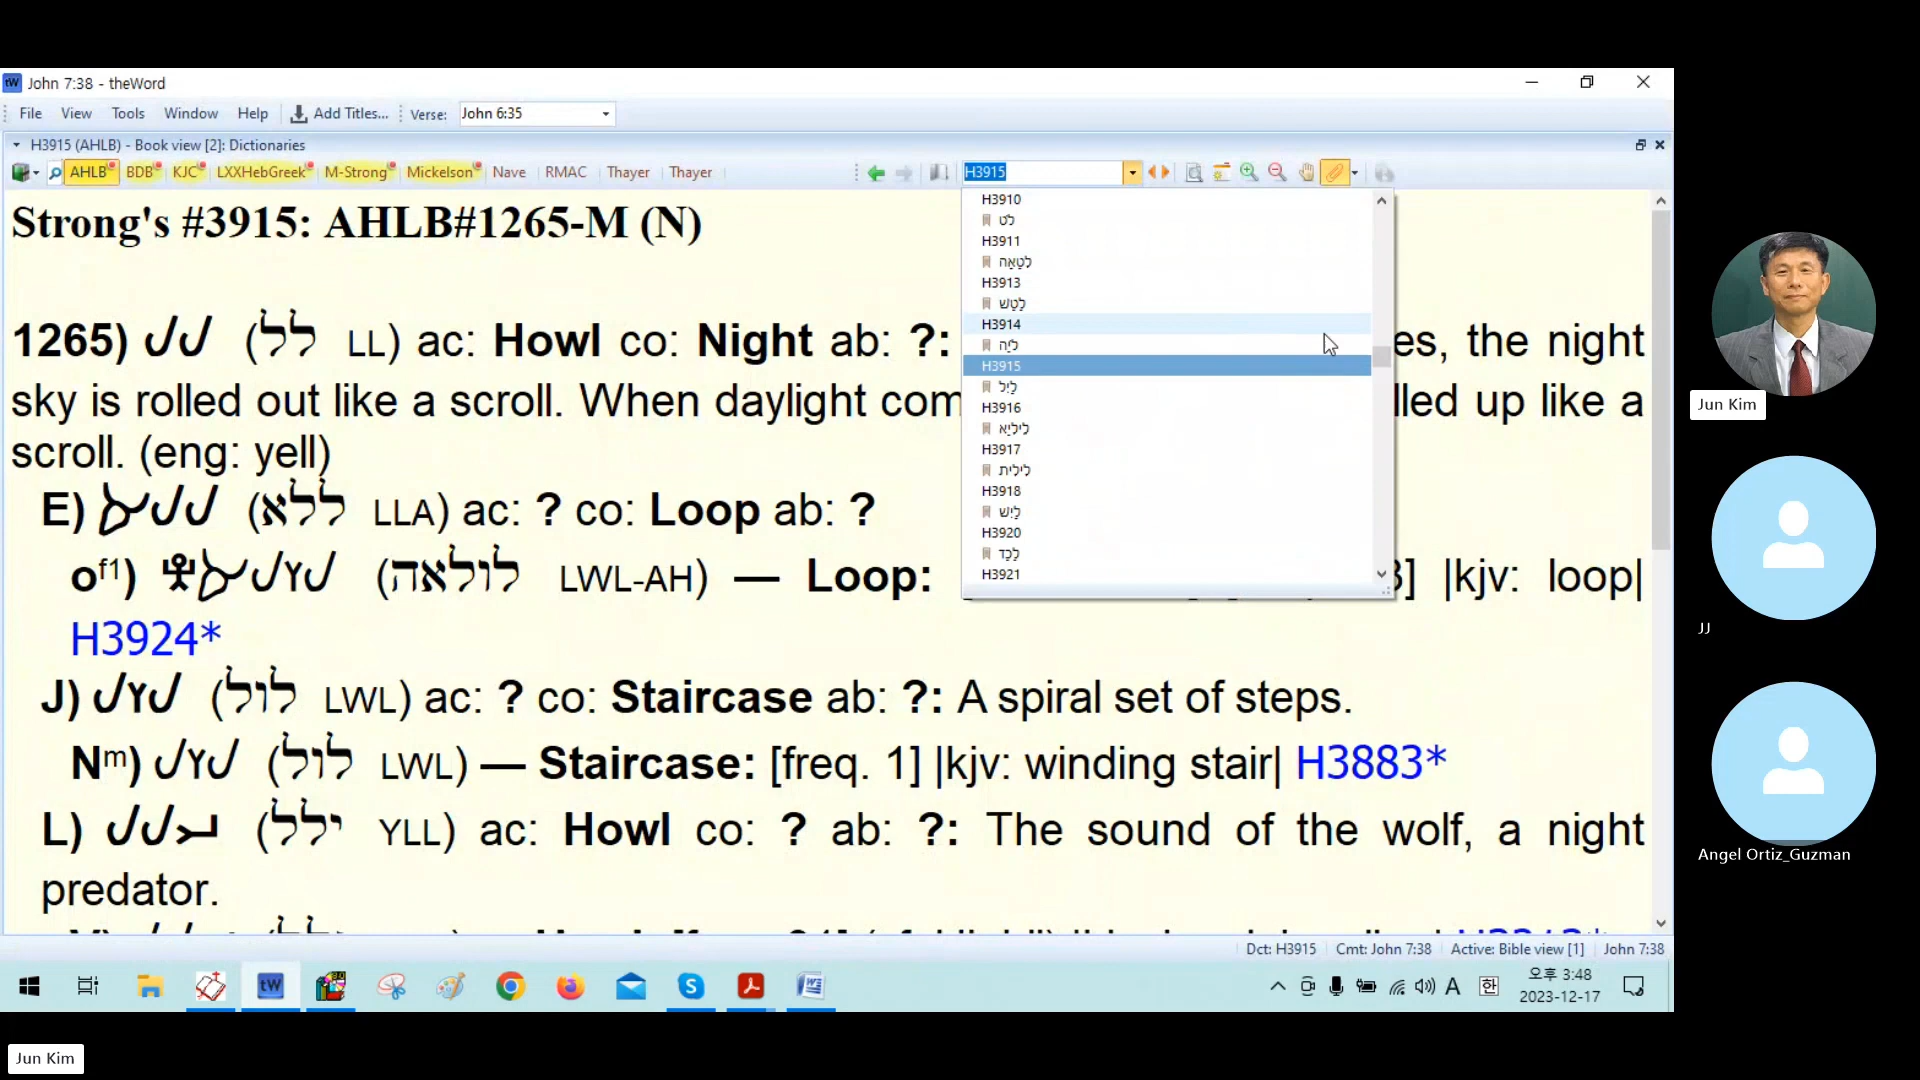 John 7:38 - theWord
File View Tools Window Help Add Titles... Verse: John 6:35
H3915 (AHLB) - Book view [2]: Dictionaries
AHLB BDB KJC LXXHebGreek M-Strong Mickelson Nave RMAC Thayer Thayer H3915
Strong's #3915: AHLB#1265-M (N)
1265) (לל LL) ac: Howl co: Night ab: ?: es, the night
sky is rolled out like a scroll. When daylight com lled up like a
scroll. (eng: yell)
E) (ללא LLA) ac: ? co: Loop ab: ?
of1) (לולאה LWL-AH) — Loop: |kjv: loop|
H3924*
J) (לול LWL) ac: ? co: Staircase ab: ?: A spiral set of steps.
Nm) (לול LWL) — Staircase: [freq. 1] |kjv: winding stair| H3883*
L) (ילל YLL) ac: Howl co: ? ab: ?: The sound of the wolf, a night
predator.
H3910
לֹט
H3911
לְטָאָה
H3913
לָטַשׁ
H3914
לֹיָה
H3915
לַיִל
H3916
לֵילְיָא
H3917
לִילִית
H3918
לַיִשׁ
H3920
לָכַד
H3921
Dct: H3915 Cmt: John 7:38 Active: Bible view [1] John 7:38
A 한 오후 3:48
2023-12-17
Jun Kim
JJ
Angel Ortiz_Guzman
Jun Kim